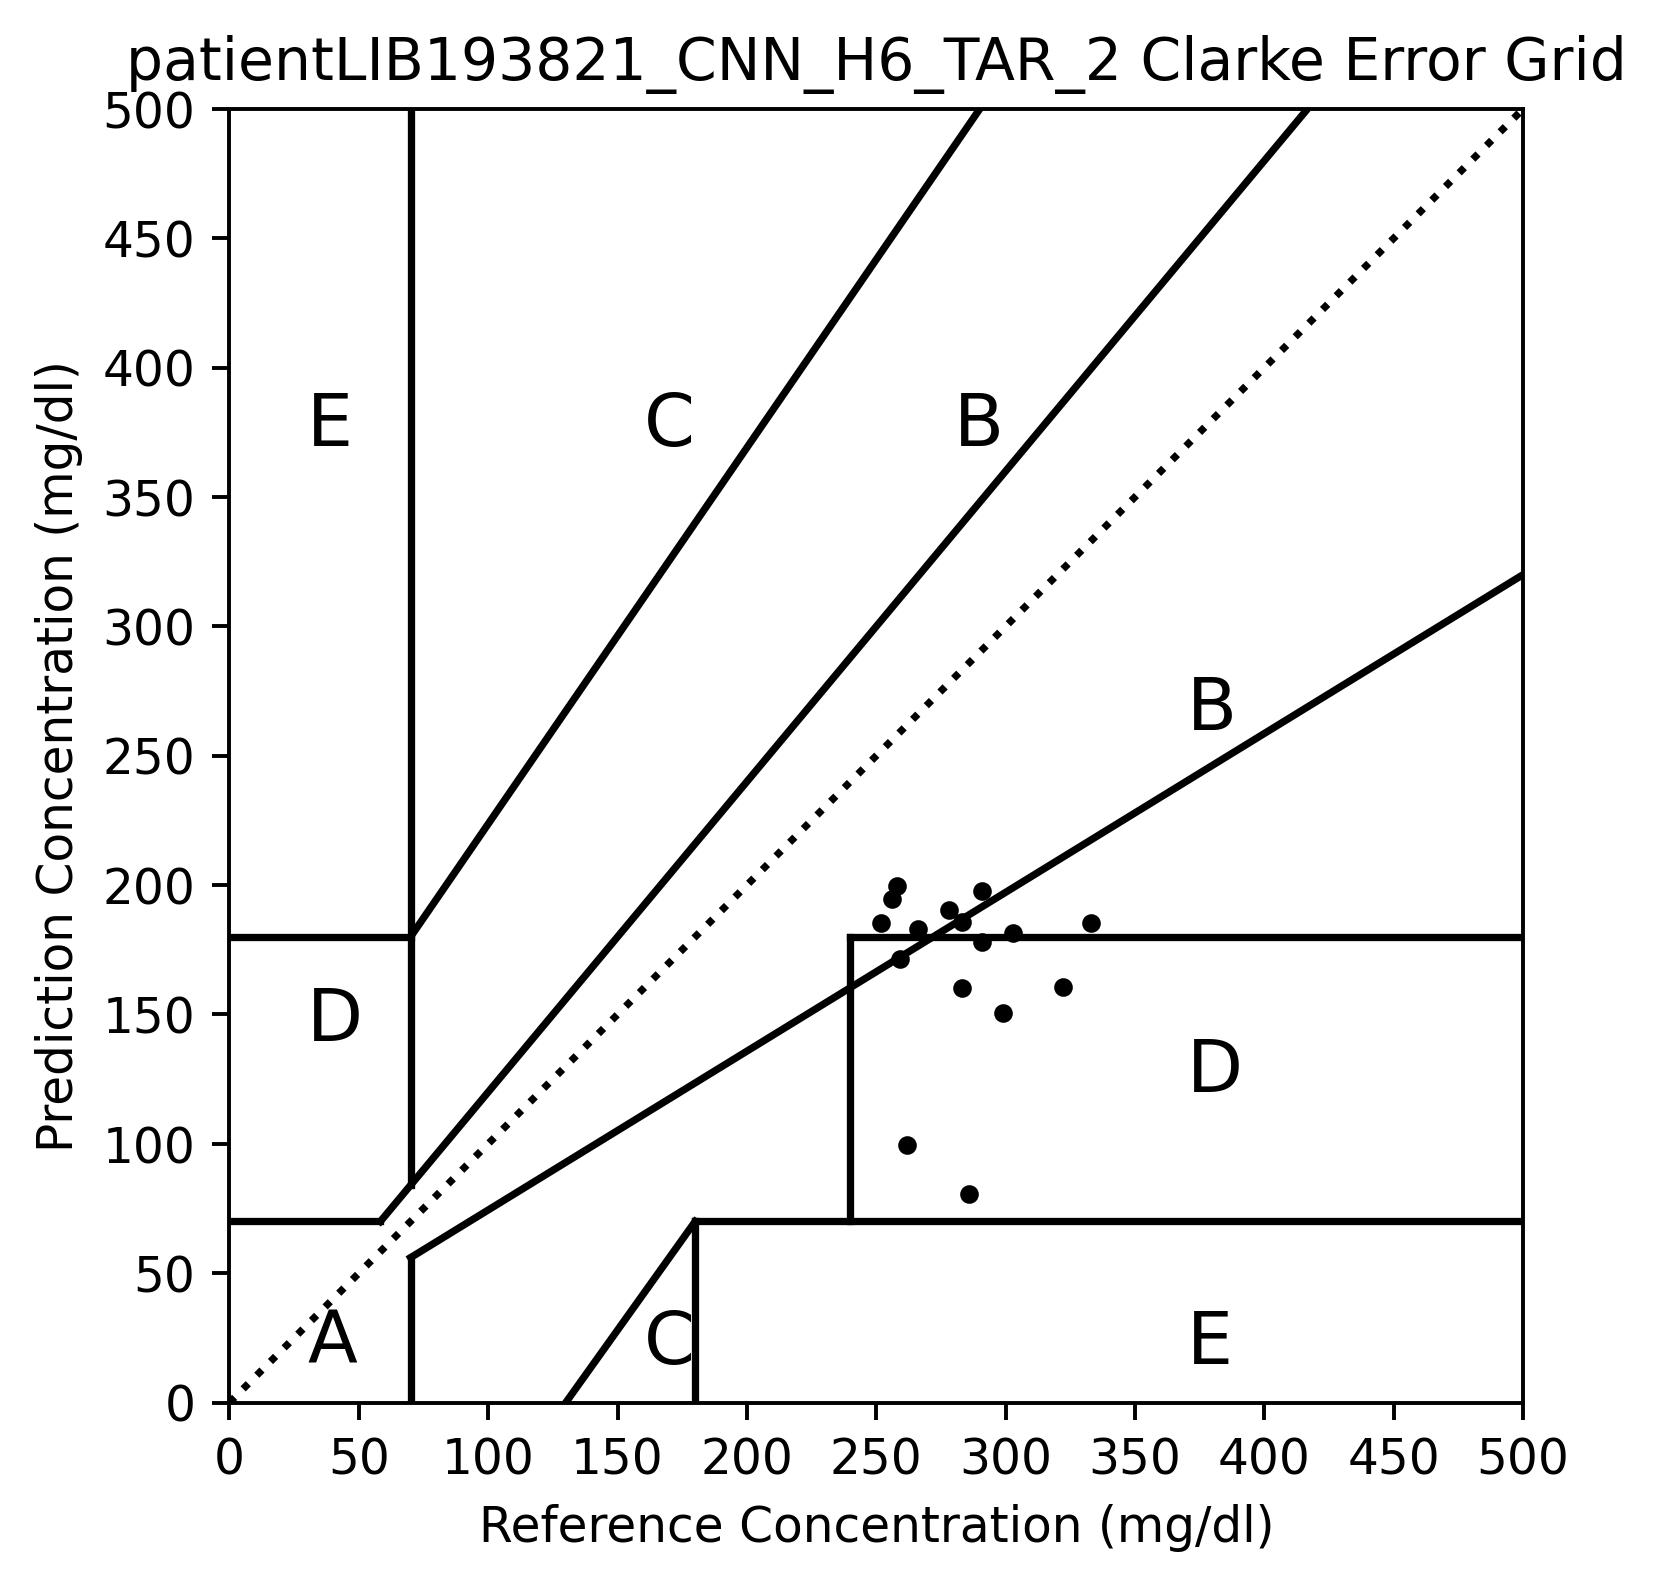 patientLIB193821_CNN_H6_TAR_2 Clarke Error Grid
500
450
400
350
300
250
200
150
100
50
0
Prediction Concentration (mg/dl)
E
C
B
B
D
D
A
C
E
0 50 100 150 200 250 300 350 400 450 500
Reference Concentration (mg/dl)